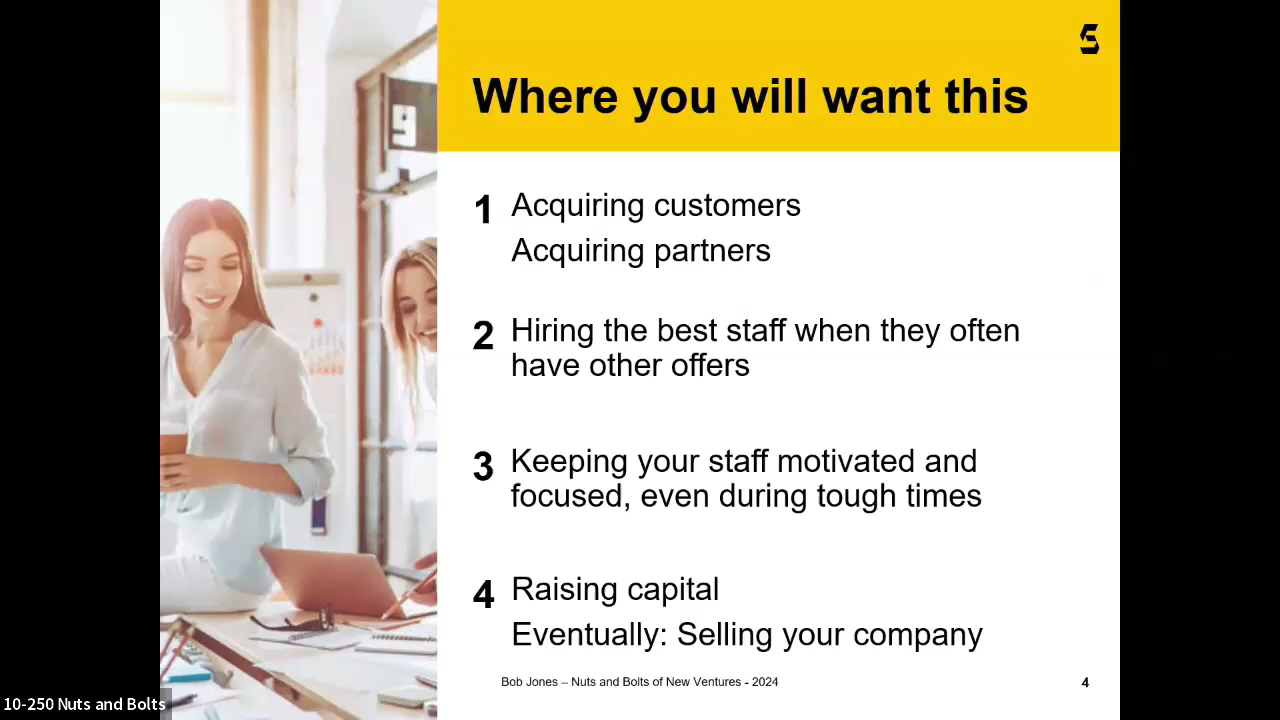 Where you will want this
1 Acquiring customers
Acquiring partners
2 Hiring the best staff when they often
have other offers
3 Keeping your staff motivated and
focused, even during tough times
4 Raising capital
Eventually: Selling your company
Bob Jones – Nuts and Bolts of New Ventures - 2024
4
10-250 Nuts and Bolts